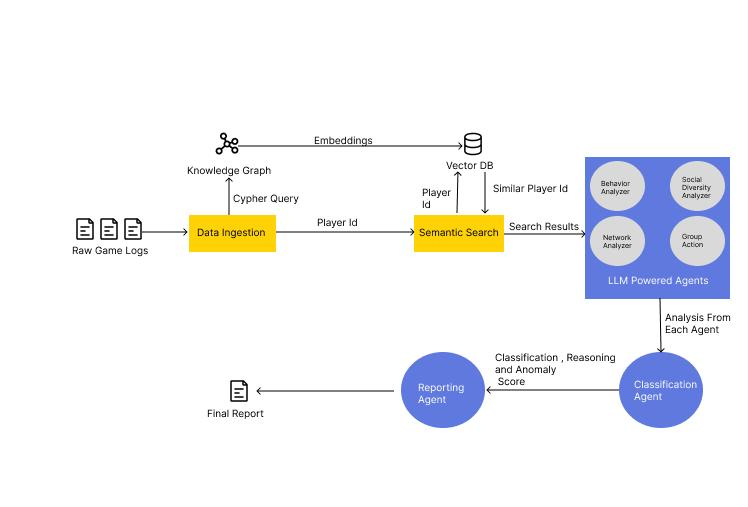 Embeddings
Knowledge Graph
Vector DB
Cypher Query
Player
Id
Similar Player Id
Raw Game Logs
Data Ingestion
Player Id
Semantic Search
Search Results
Behavior
Analyzer
Social
Diversity
Analyzer
Network
Analyzer
Group
Action
LLM Powered Agents
Analysis From
Each Agent
Classification , Reasoning
and Anomaly
Score
Classification
Agent
Reporting
Agent
Final Report